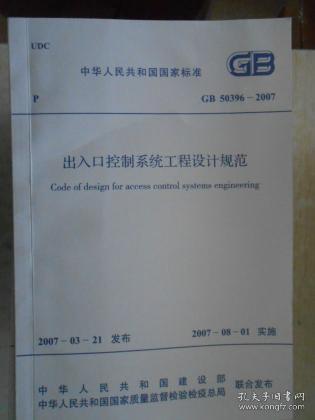 UDC
中华人民共和国国家标准
GB
P
GB 50396-2007
出入口控制系统工程设计规范
Code of design for access control systems engineering
2007-03-21 发布
2007-08-01 实施
中华人民共和国建设部
中华人民共和国国家质量监督检验检疫总局
联合发布
孔夫子旧书网